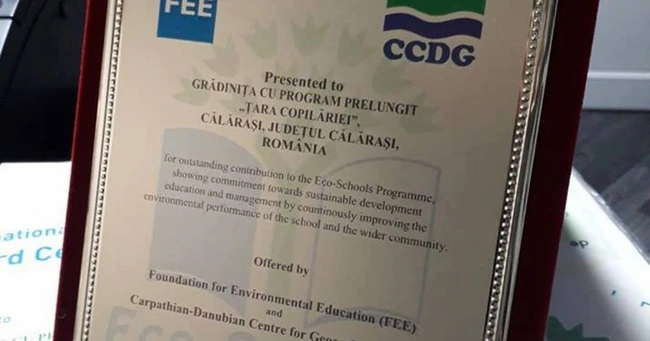 FEE
CCDG
Presented to
GRĂDINIȚA CU PROGRAM PRELUNGIT
„ȚARA COPILĂRIEI”,
CĂLĂRAȘI, JUDEȚUL CĂLĂRAȘI,
ROMÂNIA
for outstanding contribution to the Eco-Schools Programme,
showing commitment towards sustainable development
education and management by countinously improving the
environmental performance of the school and the wider community.
Offered by
Foundation for Environmental Education (FEE)
and
Carpathian-Danubian Centre for